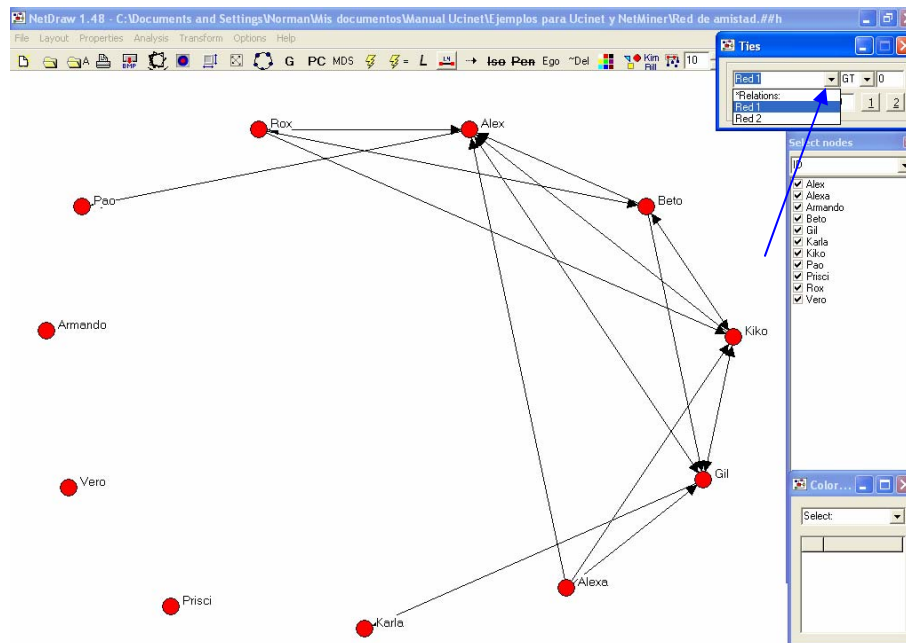 NetDraw 1.48 - C:\Documents and Settings\Norman\Mis documentos\Manual Ucinet\Ejemplos para Ucinet y NetMiner\Red de amistad.##h
File Layout Properties Analysis Transform Options Help
A BMP G PC MDS = L LN Iso Pen Ego ~Del Kim Bill 10
Ties
Red 1 GT 0
*Relations:
Red 1
Red 2
1 2
Select nodes
ID
Alex
Alexa
Armando
Beto
Gil
Karla
Kiko
Pao
Prisci
Rox
Vero
Rox
Alex
Pao
Beto
Armando
Kiko
Vero
Gil
Prisci
Karla
Alexa
Color...
Select: